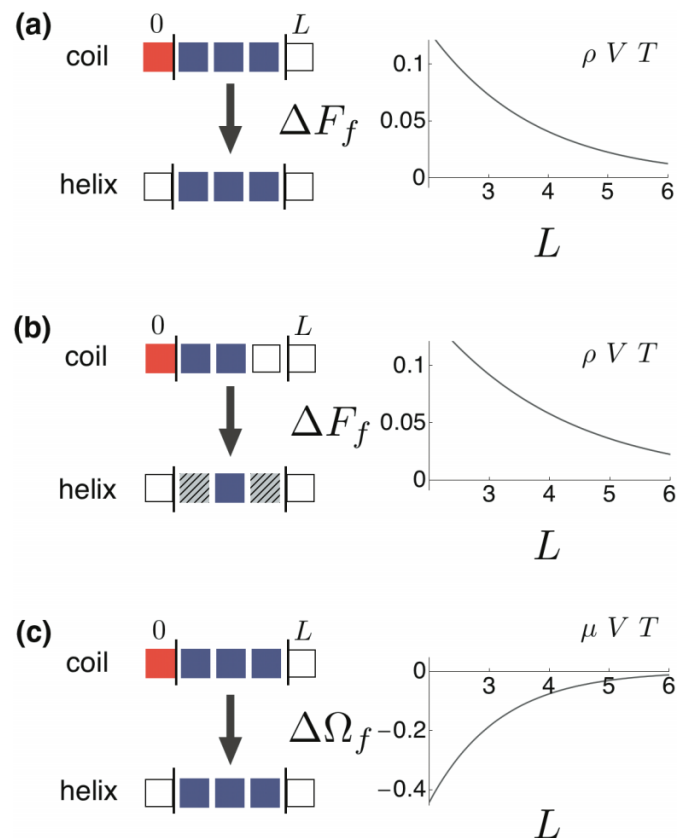 (a)
0 L
coil
ΔF_f
helix
ρ V T
0.1
0.05
0
3 4 5 6
L
(b)
0 L
coil
ΔF_f
helix
ρ V T
0.1
0.05
0
3 4 5 6
L
(c)
0 L
coil
ΔΩ_f
helix
μ V T
0
3 4 5 6
−0.2
−0.4
L